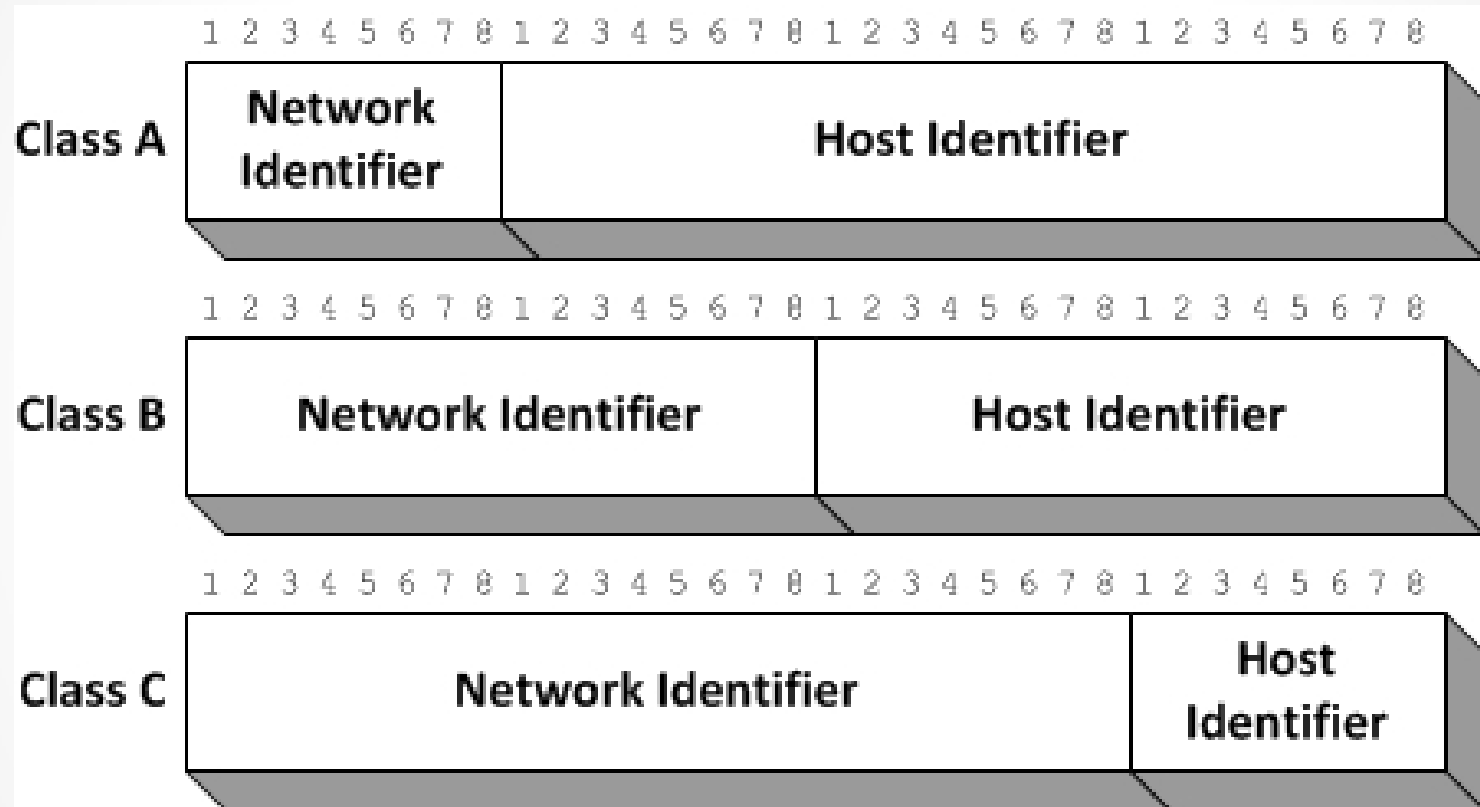 1 2 3 4 5 6 7 8 1 2 3 4 5 6 7 8 1 2 3 4 5 6 7 8 1 2 3 4 5 6 7 8
Class A
Network
Identifier
Host Identifier
1 2 3 4 5 6 7 8 1 2 3 4 5 6 7 8 1 2 3 4 5 6 7 8 1 2 3 4 5 6 7 8
Class B
Network Identifier
Host Identifier
1 2 3 4 5 6 7 8 1 2 3 4 5 6 7 8 1 2 3 4 5 6 7 8 1 2 3 4 5 6 7 8
Class C
Network Identifier
Host
Identifier